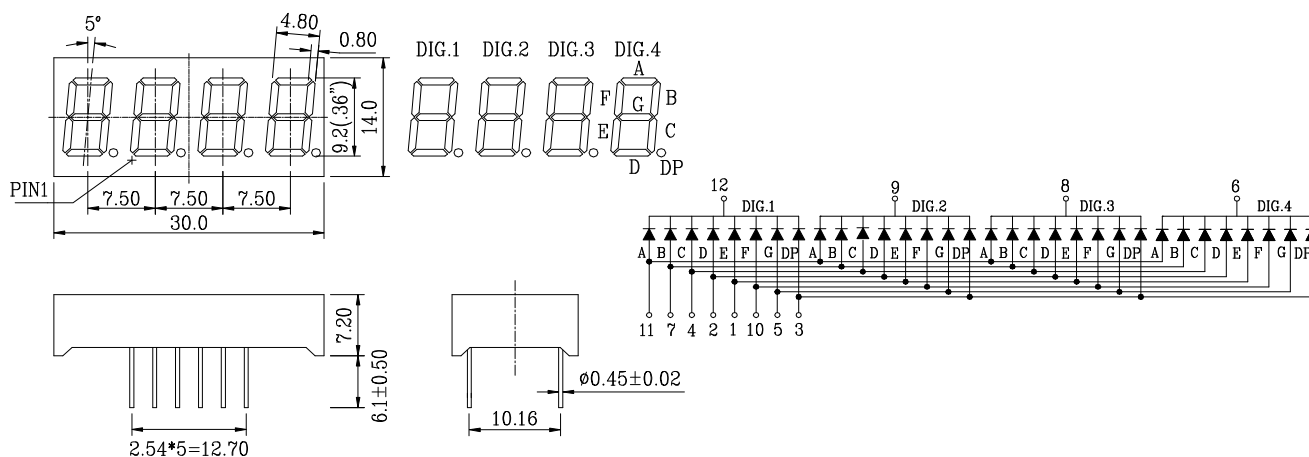 5°
4.80
0.80
9.2(.36")
14.0
PIN1
7.50 7.50 7.50
30.0
DIG.1 DIG.2 DIG.3 DIG.4
A
F B
G
E C
D DP
12 9 8 6
DIG.1 DIG.2 DIG.3 DIG.4
A B C D E F G DP A B C D E F G DP A B C D E F G DP A B C D E F G DP
11 7 4 2 1 10 5 3
7.20
6.1±0.50
2.54*5=12.70
ø0.45±0.02
10.16